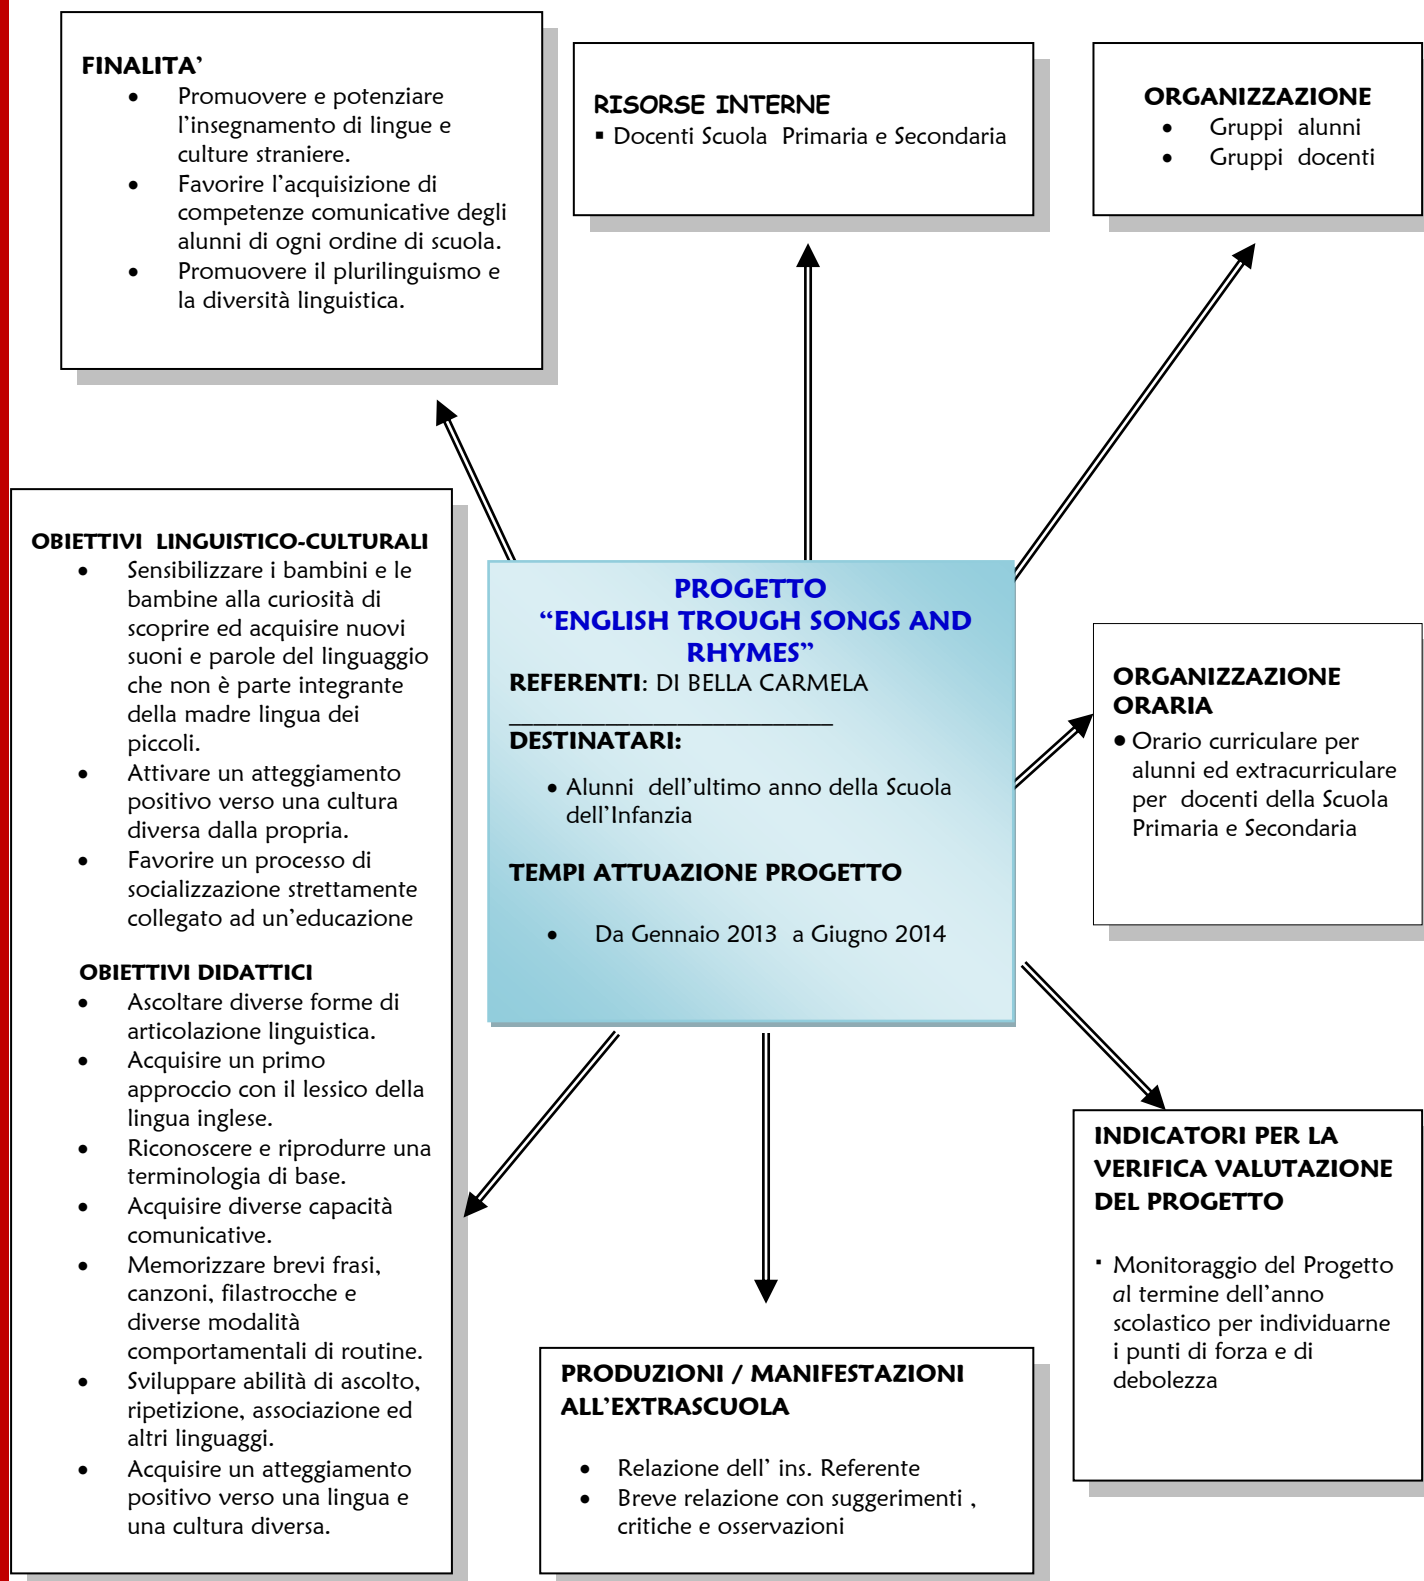 FINALITA’
• Promuovere e potenziare
l’insegnamento di lingue e
culture straniere.
• Favorire l’acquisizione di
competenze comunicative degli
alunni di ogni ordine di scuola.
• Promuovere il plurilinguismo e
la diversità linguistica.
RISORSE INTERNE
▪ Docenti Scuola Primaria e Secondaria
ORGANIZZAZIONE
• Gruppi alunni
• Gruppi docenti
OBIETTIVI LINGUISTICO-CULTURALI
• Sensibilizzare i bambini e le
bambine alla curiosità di
scoprire ed acquisire nuovi
suoni e parole del linguaggio
che non è parte integrante
della madre lingua dei
piccoli.
• Attivare un atteggiamento
positivo verso una cultura
diversa dalla propria.
• Favorire un processo di
socializzazione strettamente
collegato ad un’educazione
OBIETTIVI DIDATTICI
• Ascoltare diverse forme di
articolazione linguistica.
• Acquisire un primo
approccio con il lessico della
lingua inglese.
• Riconoscere e riprodurre una
terminologia di base.
• Acquisire diverse capacità
comunicative.
• Memorizzare brevi frasi,
canzoni, filastrocche e
diverse modalità
comportamentali di routine.
• Sviluppare abilità di ascolto,
ripetizione, associazione ed
altri linguaggi.
• Acquisire un atteggiamento
positivo verso una lingua e
una cultura diversa.
PROGETTO
“ENGLISH TROUGH SONGS AND
RHYMES”
REFERENTI: DI BELLA CARMELA
___________________________
DESTINATARI:
• Alunni dell’ultimo anno della Scuola
dell’Infanzia
TEMPI ATTUAZIONE PROGETTO
• Da Gennaio 2013 a Giugno 2014
ORGANIZZAZIONE
ORARIA
• Orario curriculare per
alunni ed extracurriculare
per docenti della Scuola
Primaria e Secondaria
INDICATORI PER LA
VERIFICA VALUTAZIONE
DEL PROGETTO
▪ Monitoraggio del Progetto
al termine dell’anno
scolastico per individuarne
i punti di forza e di
debolezza
PRODUZIONI / MANIFESTAZIONI
ALL’EXTRASCUOLA
• Relazione dell’ ins. Referente
• Breve relazione con suggerimenti ,
critiche e osservazioni